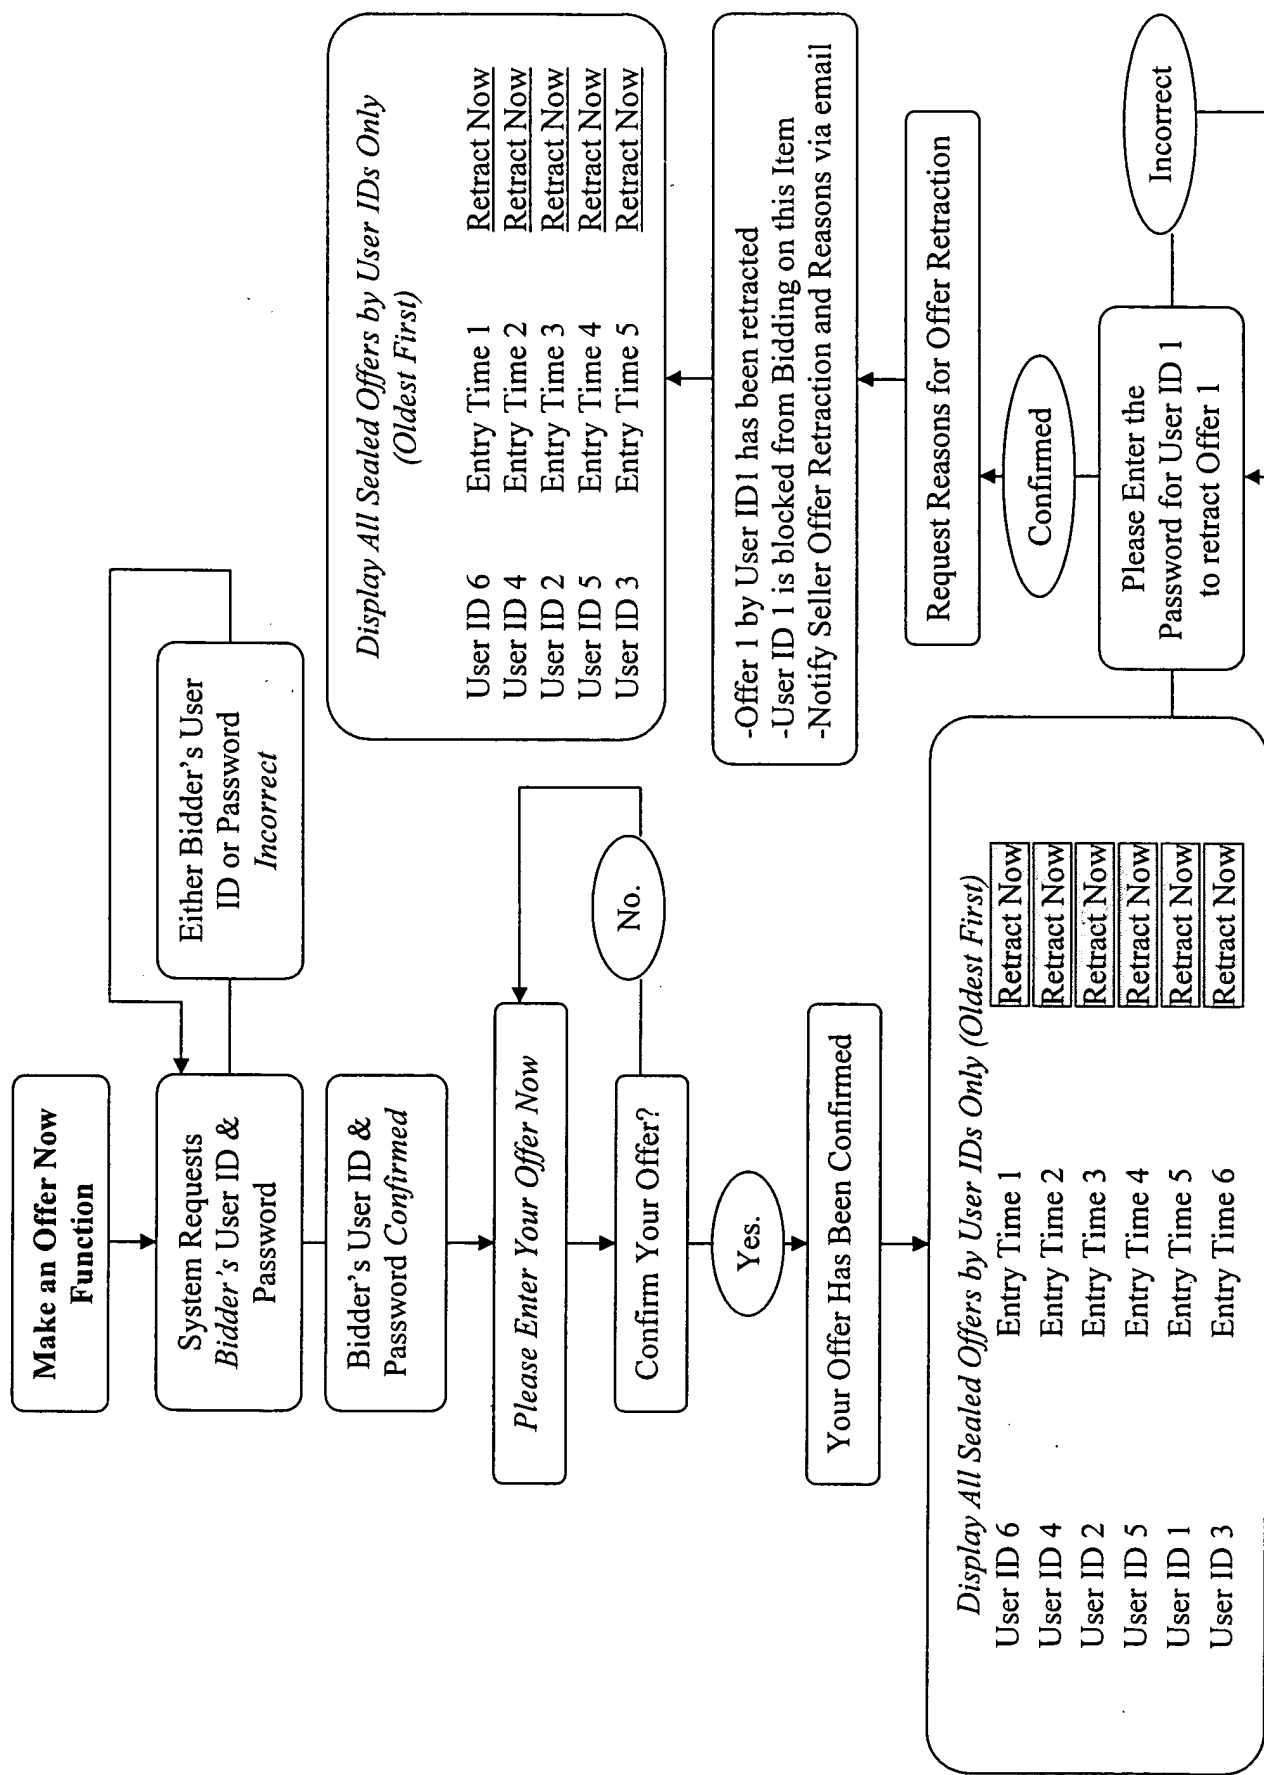 Make an Offer Now
Function
System Requests
Bidder's User ID &
Password
Either Bidder's User
ID or Password
Incorrect
Bidder's User ID &
Password Confirmed
Please Enter Your Offer Now
Confirm Your Offer?
No.
Yes.
Your Offer Has Been Confirmed
Display All Sealed Offers by User IDs Only (Oldest First)
User ID 6 Entry Time 1 Retract Now
User ID 4 Entry Time 2 Retract Now
User ID 2 Entry Time 3 Retract Now
User ID 5 Entry Time 4 Retract Now
User ID 1 Entry Time 5 Retract Now
User ID 3 Entry Time 6 Retract Now
Please Enter the
Password for User ID 1
to retract Offer 1
Incorrect
Confirmed
Request Reasons for Offer Retraction
-Offer 1 by User ID1 has been retracted
-User ID 1 is blocked from Bidding on this Item
-Notify Seller Offer Retraction and Reasons via email
Display All Sealed Offers by User IDs Only
(Oldest First)
User ID 6 Entry Time 1 Retract Now
User ID 4 Entry Time 2 Retract Now
User ID 2 Entry Time 3 Retract Now
User ID 5 Entry Time 4 Retract Now
User ID 3 Entry Time 5 Retract Now